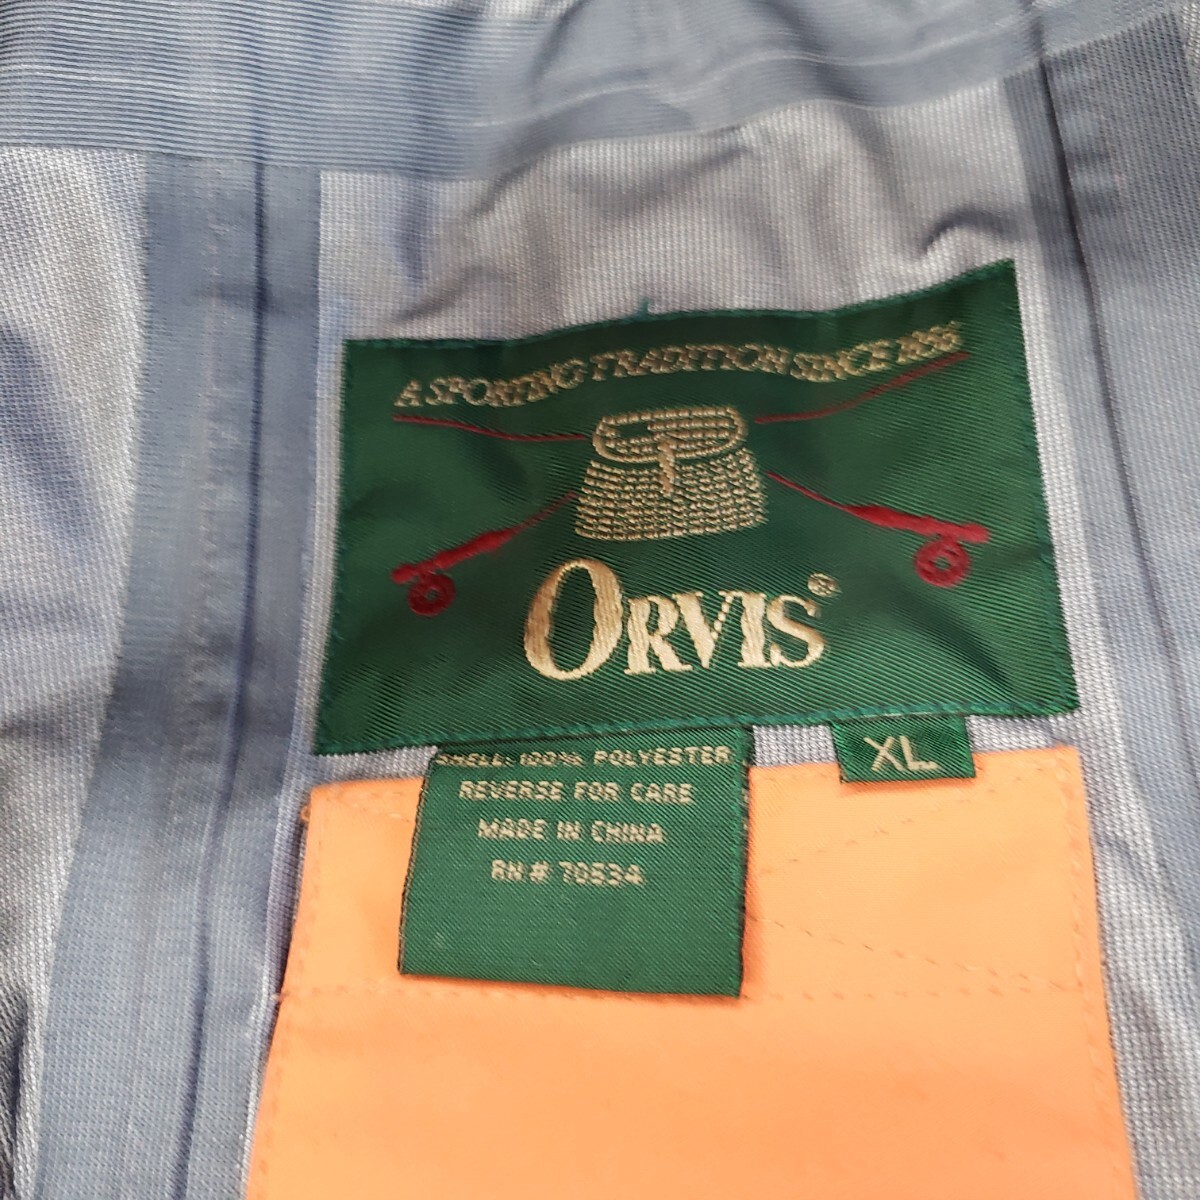 A SPORTING TRADITION SINCE 1856
ORVIS®
XL
SHELL: 100% POLYESTER
REVERSE FOR CARE
MADE IN CHINA
RN # 70534